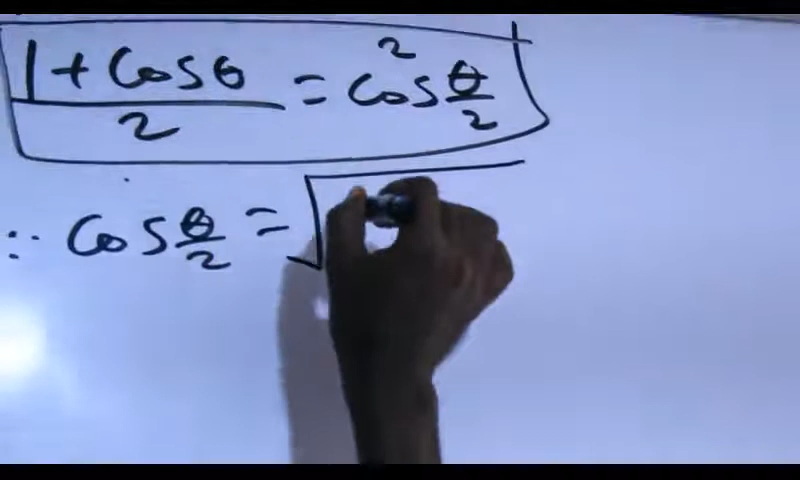 1 + Cos θ / 2 = Cos² θ/2
∴ Cos θ/2 = √